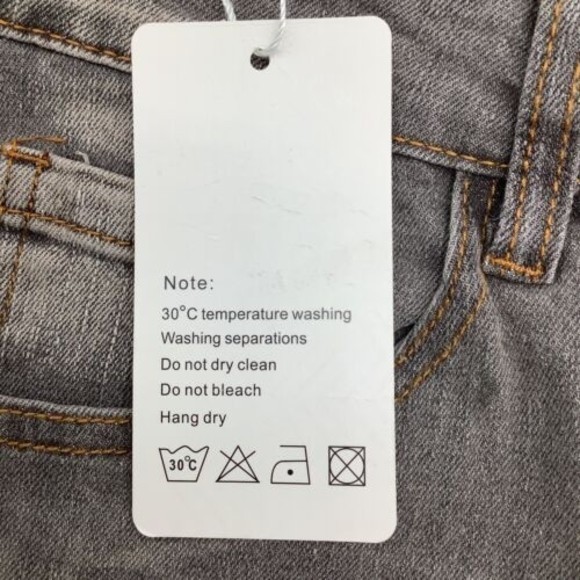 Note:
30°C temperature washing
Washing separations
Do not dry clean
Do not bleach
Hang dry
30°C